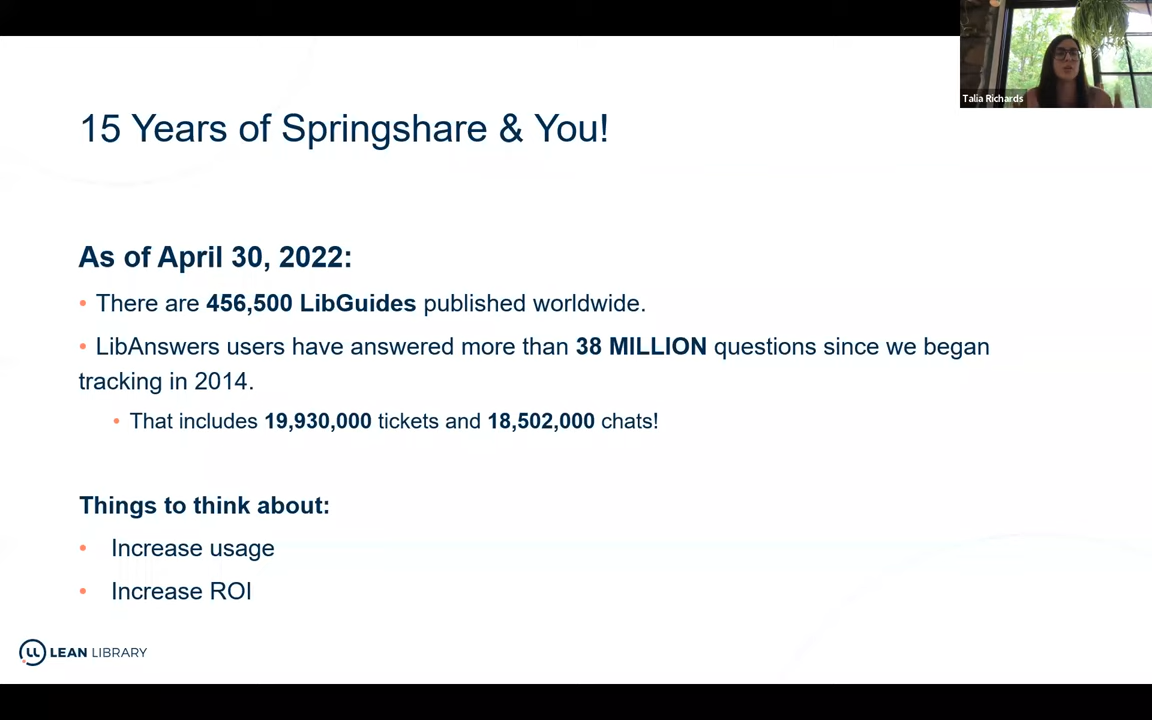 Talia Richards
15 Years of Springshare & You!
As of April 30, 2022:
• There are 456,500 LibGuides published worldwide.
• LibAnswers users have answered more than 38 MILLION questions since we began
tracking in 2014.
• That includes 19,930,000 tickets and 18,502,000 chats!
Things to think about:
• Increase usage
• Increase ROI
LL LEAN LIBRARY